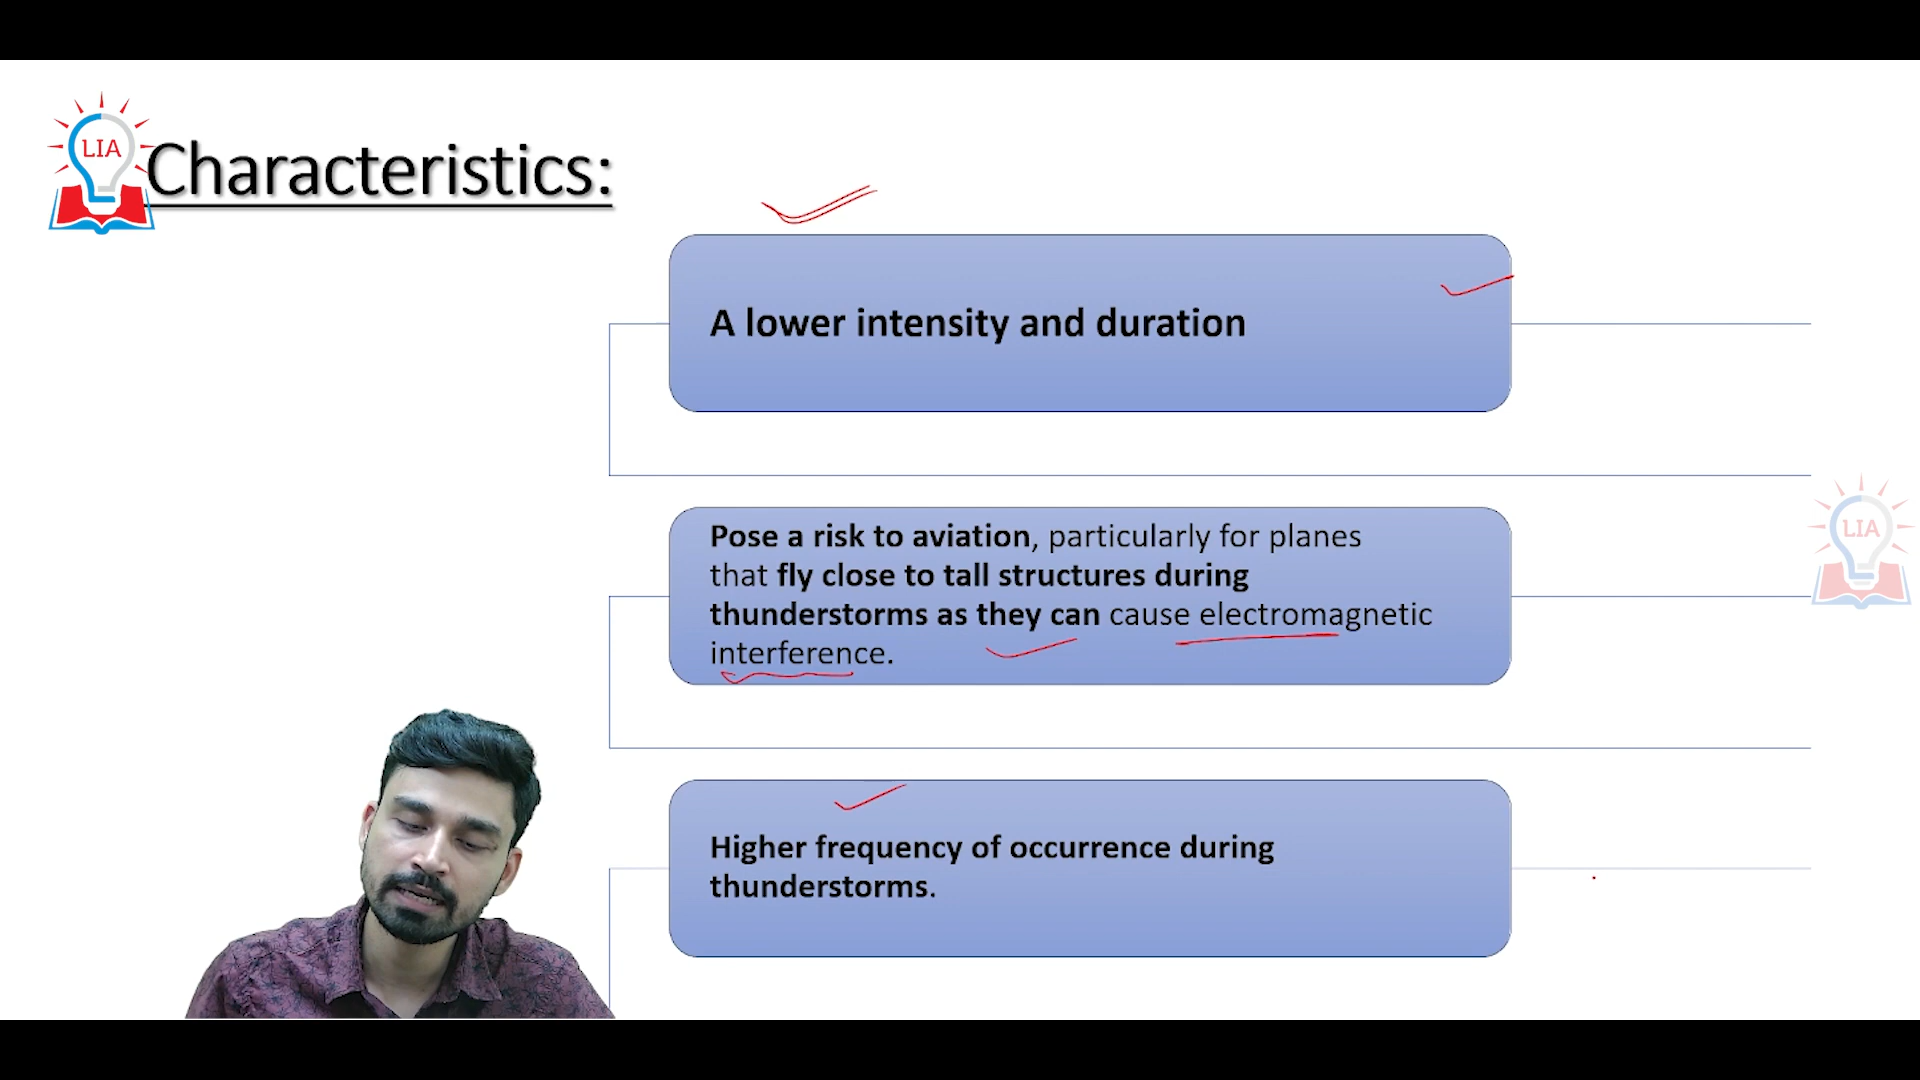 LIA
Characteristics:
A lower intensity and duration
Pose a risk to aviation, particularly for planes
that fly close to tall structures during
thunderstorms as they can cause electromagnetic
interference.
LIA
Higher frequency of occurrence during
thunderstorms.